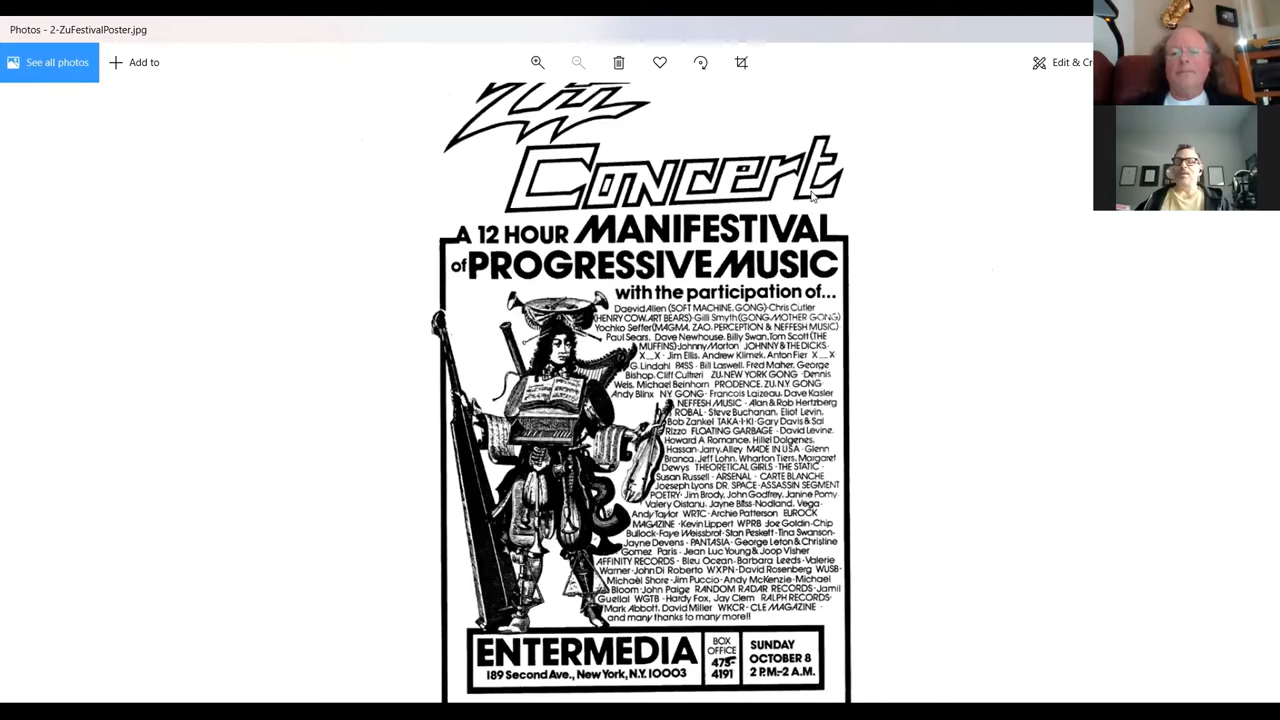 Photos - 2-ZuFestivalPoster.jpg
See all photos
Add to
Edit & Cr
Zu
Concert
A 12 HOUR MANIFESTIVAL
of PROGRESSIVE MUSIC
with the participation of...
Daevid Allen (SOFT MACHINE, GONG)·Chris Cutler
(HENRY COW, ART BEARS)·Gilli Smyth (GONG, MOTHER GONG)
Yochko Seffer (MAGMA, ZAO, PERCEPTION & NEFFESH MUSIC)
Paul Sears, Dave Newhouse, Billy Swan, Tom Scott (THE
MUFFINS)·Johnny Morton JOHNNY & THE DICKS·
X__X · Jim Ellis, Andrew Klimek, Anton Fier X__X
G. Lindahl PASS · Bill Laswell, Fred Maher, George
Bishop, Cliff Cultreri ZU, NEW YORK GONG · Dennis
Weis, Michael Beinhorn PRODENCE, ZU, N.Y. GONG
Andy Blinx N.Y. GONG · Francois Laizeau, Dave Kasler
NEFFESH MUSIC · Alan & Rob Hertzberg
ROBAL · Steve Buchanan, Eliot Levin,
Bob Zankel TAKA·I·KI · Gary Davis & Sal
Rizzo FLOATING GARBAGE · David Levine,
Howard A Romance, Hillel Dolgenes,
Hassan·Jarry, Alley MADE IN USA · Glenn
Branca, Jeff Lohn, Wharton Tiers, Margaret
Dewys THEORETICAL GIRLS · THE STATIC ·
Susan Russell · ARSENAL · CARTE BLANCHE
Joeseph Lyons DR. SPACE · ASSASSIN SEGMENT
POETRY · Jim Brody, John Godfrey, Janine Pomy
Valery Oistanu, Jayne Bliss-Nodland, Vega·
Andy Taylor WRTC · Archie Patterson EUROCK
MAGAZINE · Kevin Lippert WPRB · Joe Goldin·Chip
Bullock·Faye Weissbrot·Stan Peskett·Tina Swanson·
Jayne Devens · PANTASIA · George Leton & Christine
Gomez Paris · Jean Luc Young & Joop Visher
AFFINITY RECORDS · Bleu Ocean · Barbara Leeds · Valerie
Warner · John Di Roberto WXPN · David Rosenberg WUSB·
Michael Shore · Jim Puccio · Andy McKenzie · Michael
Bloom · John Paige RANDOM RADAR RECORDS · Jamil
Guellal WGTB · Hardy Fox, Jay Clem RALPH RECORDS·
Mark Abbott, David Miller WKCR · CLE MAGAZINE ·
and many thanks to many more!!
ENTERMEDIA
189 Second Ave., New York, N.Y. 10003
BOX
OFFICE
475-
4191
SUNDAY
OCTOBER 8
2 P.M.-2 A.M.